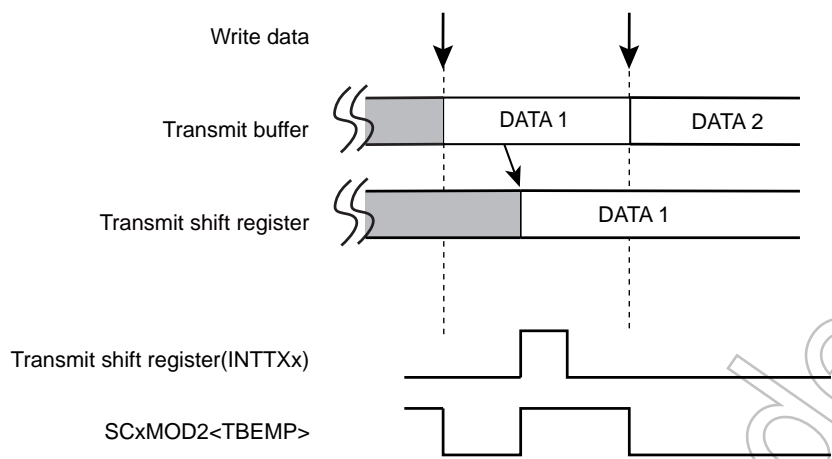 Write data
Transmit buffer
DATA 1
DATA 2
Transmit shift register
DATA 1
Transmit shift register(INTTXx)
SCxMOD2<TBEMP>